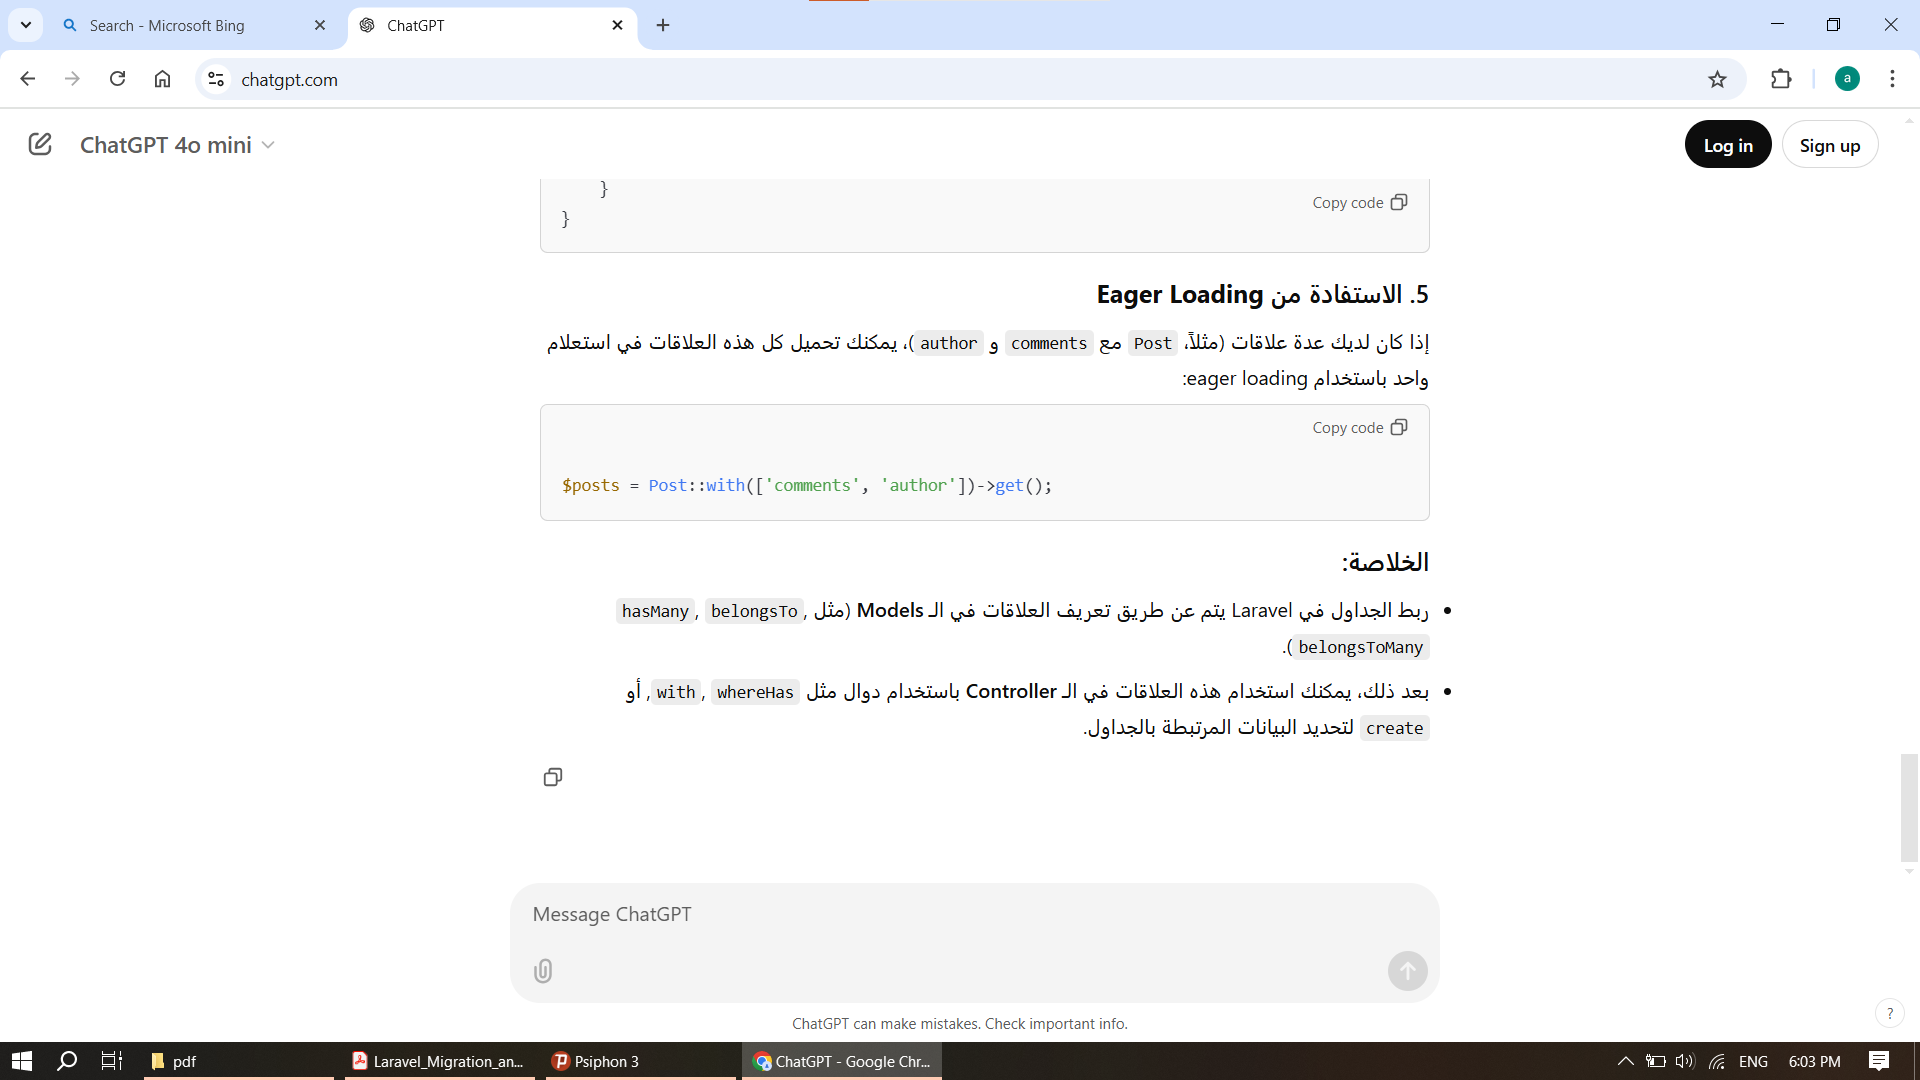 Search - Microsoft Bing
ChatGPT
chatgpt.com
a
ChatGPT 4o mini
Log in
Sign up
}
Copy code
}
5. الاستفادة من Eager Loading
إذا كان لديك عدة علاقات (مثلاً، Post مع comments و author)، يمكنك تحميل كل هذه العلاقات في استعلام
واحد باستخدام eager loading:
Copy code
$posts = Post::with(['comments', 'author'])->get();
الخلاصة:
ربط الجداول في Laravel يتم عن طريق تعريف العلاقات في الـ Models (مثل hasMany, belongsTo,
belongsToMany).
بعد ذلك، يمكنك استخدام هذه العلاقات في الـ Controller باستخدام دوال مثل with, whereHas, أو
create لتحديد البيانات المرتبطة بالجداول.
Message ChatGPT
ChatGPT can make mistakes. Check important info.
?
pdf
Laravel_Migration_an...
Psiphon 3
ChatGPT - Google Chr...
ENG
6:03 PM